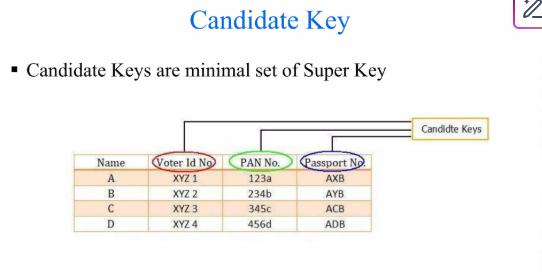 Candidate Key
▪ Candidate Keys are minimal set of Super Key
Candidte Keys
Name Voter Id No PAN No. Passport No.
A XYZ 1 123a AXB
B XYZ 2 234b AYB
C XYZ 3 345c ACB
D XYZ 4 456d ADB